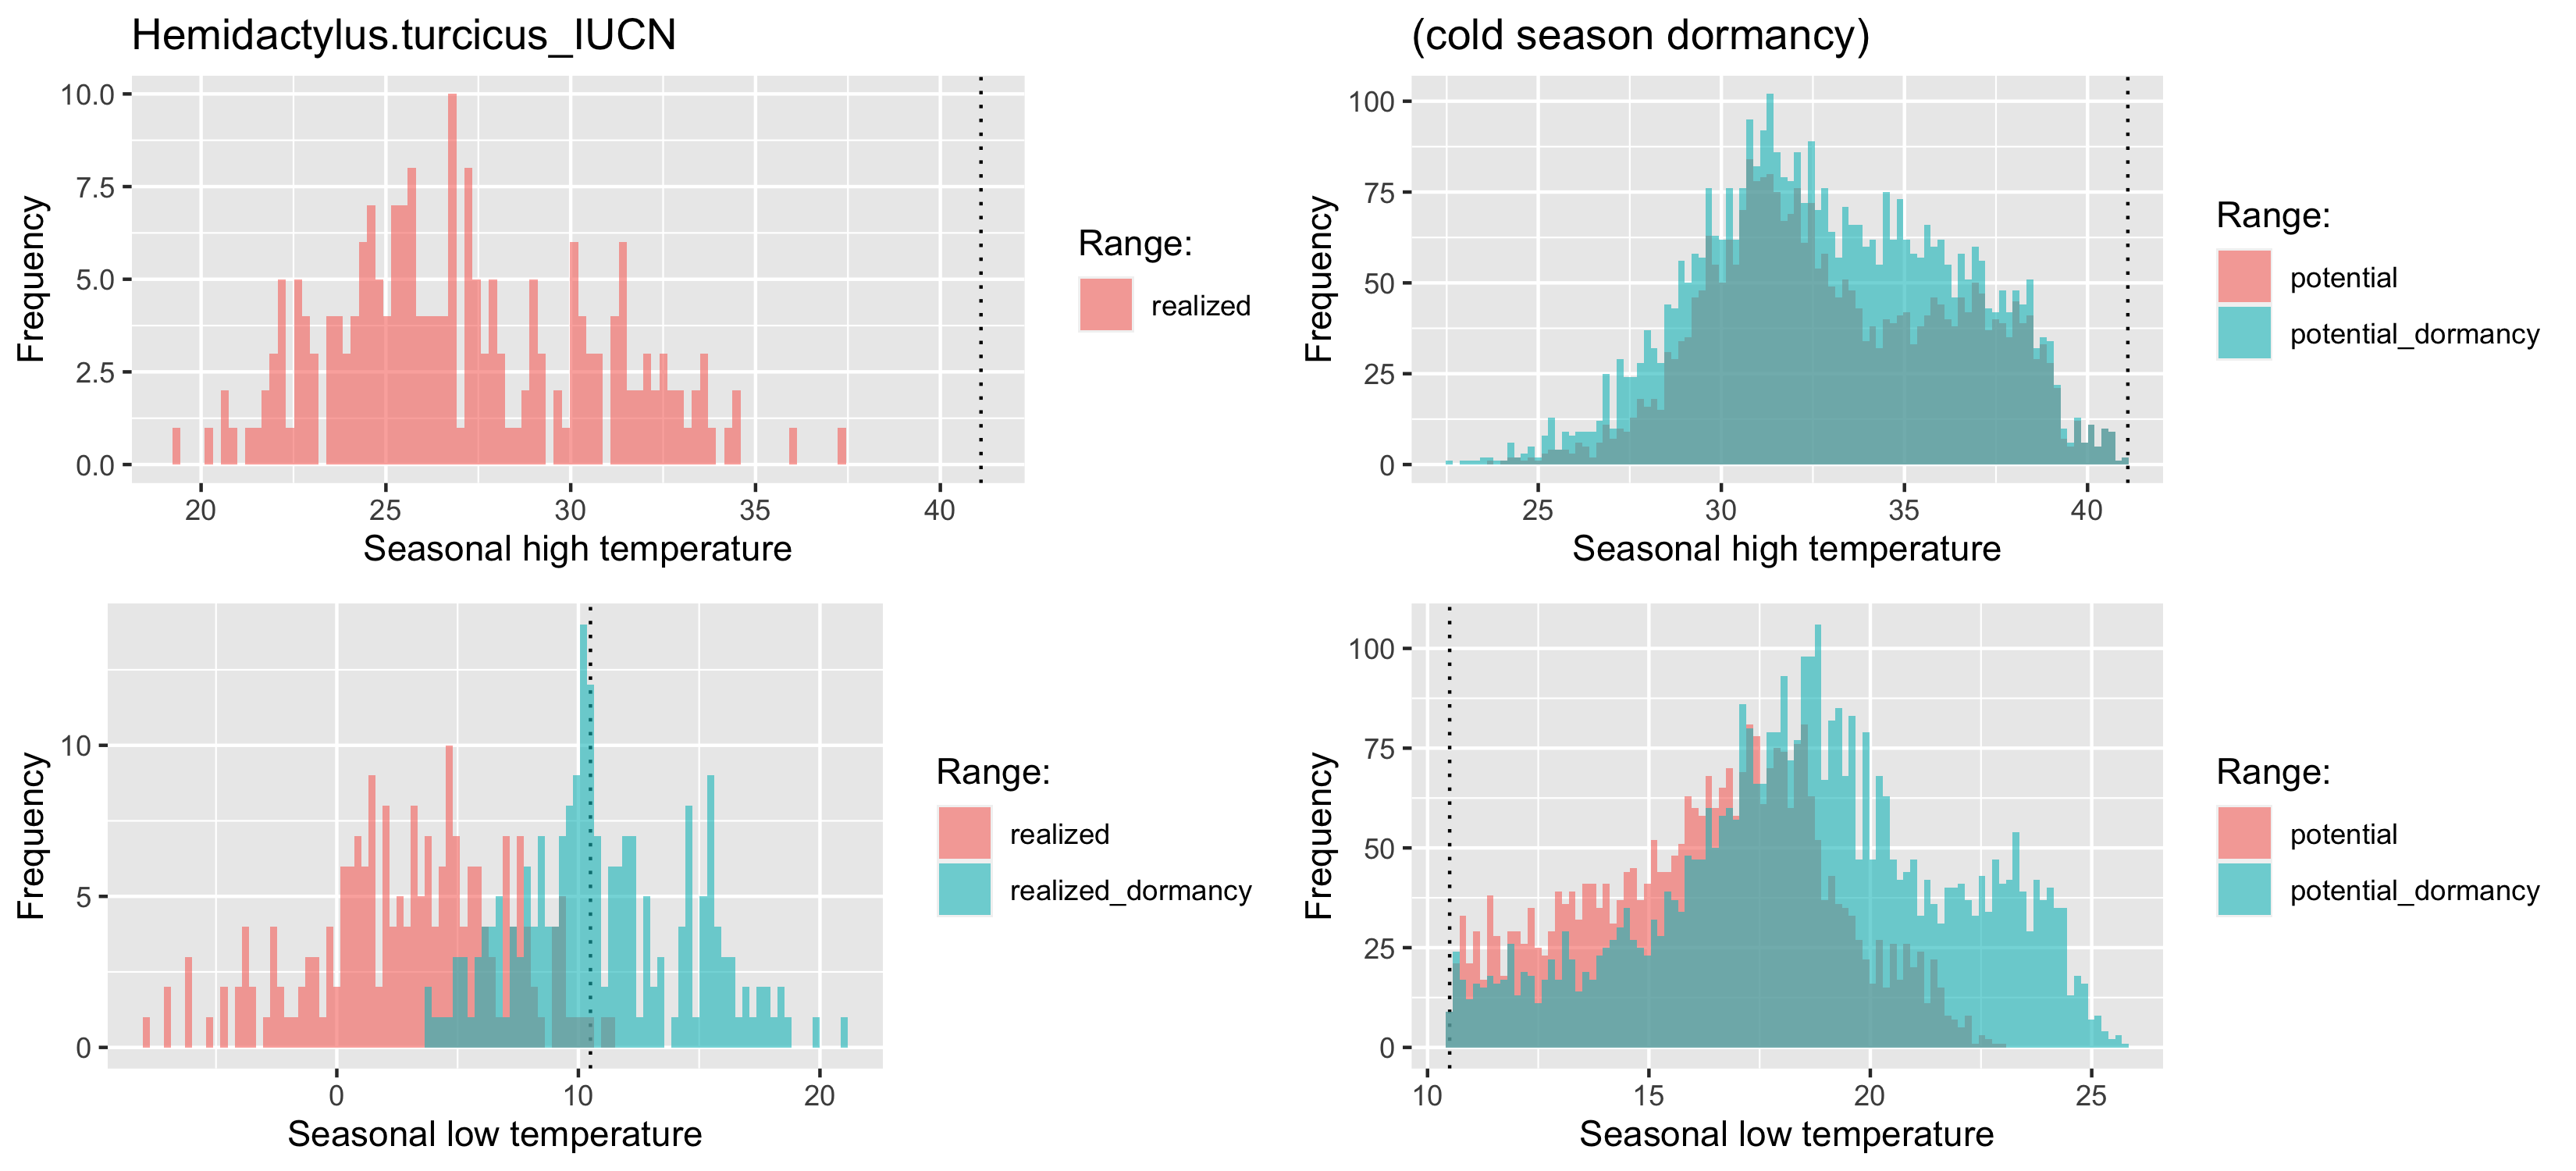 Hemidactylus.turcicus_IUCN
10.0
7.5
5.0
2.5
0.0
Frequency
20 25 30 35 40
Seasonal high temperature
Range:
realized
(cold season dormancy)
100
75
50
25
0
Frequency
25 30 35 40
Seasonal high temperature
Range:
potential
potential_dormancy
10
5
0
Frequency
0 10 20
Seasonal low temperature
Range:
realized
realized_dormancy
100
75
50
25
0
Frequency
10 15 20 25
Seasonal low temperature
Range:
potential
potential_dormancy